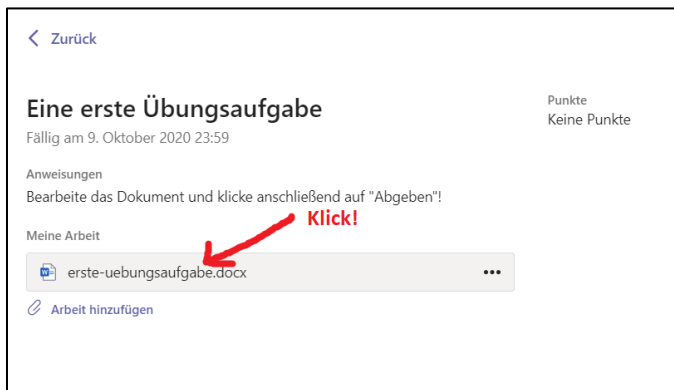 Zurück
Eine erste Übungsaufgabe
Fällig am 9. Oktober 2020 23:59
Punkte
Keine Punkte
Anweisungen
Bearbeite das Dokument und klicke anschließend auf "Abgeben"!
Klick!
Meine Arbeit
erste-uebungsaufgabe.docx
Arbeit hinzufügen